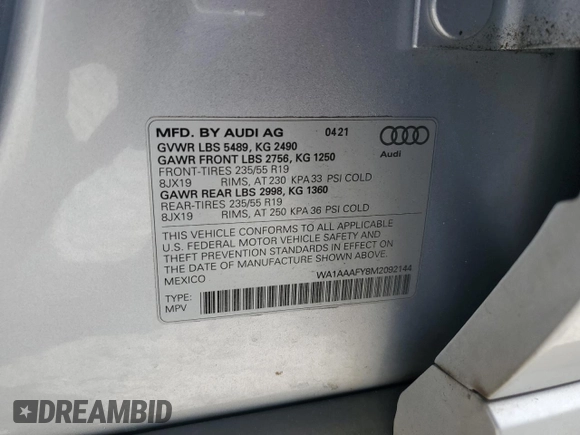 MFD. BY AUDI AG 04 21
GVWR LBS 5489, KG 2490
GAWR FRONT LBS 2756, KG 1250
FRONT-TIRES 235/55 R19
8JX19 RIMS, AT 230 KPA 33 PSI COLD
GAWR REAR LBS 2998, KG 1360
REAR-TIRES 235/55 R19
8JX19 RIMS, AT 250 KPA 36 PSI COLD
Audi
THIS VEHICLE CONFORMS TO ALL APPLICABLE
U.S. FEDERAL MOTOR VEHICLE SAFETY AND
THEFT PREVENTION STANDARDS IN EFFECT ON
THE DATE OF MANUFACTURE SHOWN ABOVE.
MEXICO WA1AAAFY8M2092144
TYPE:
MPV
DREAMBID